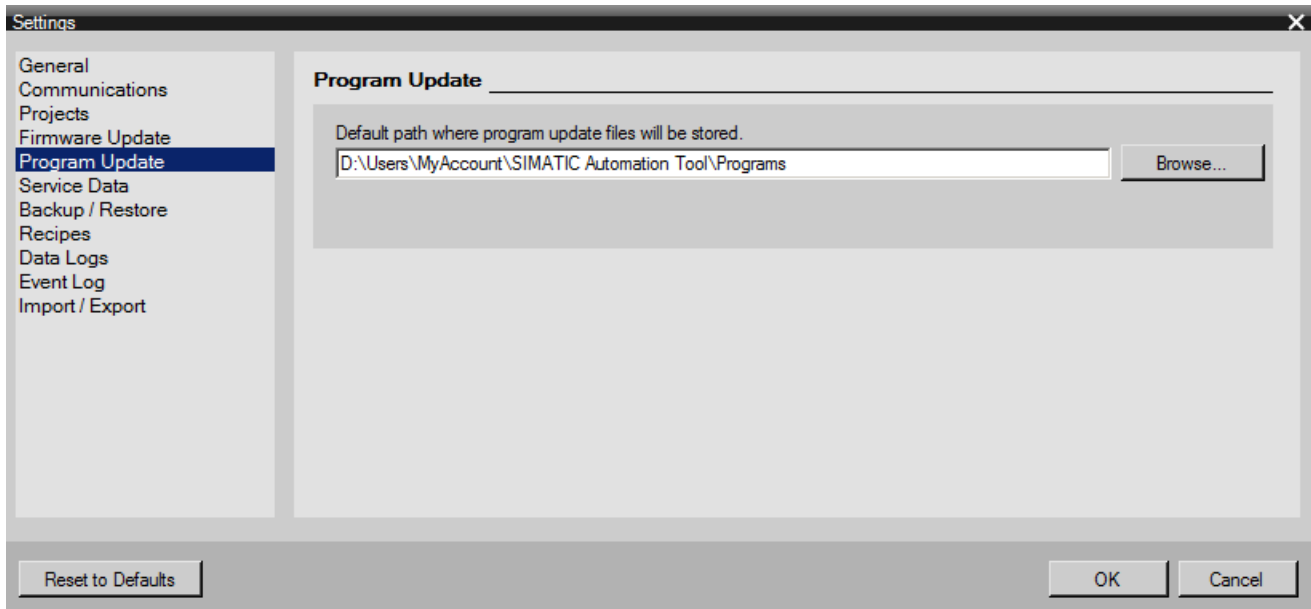 Settings
General
Communications
Projects
Firmware Update
Program Update
Service Data
Backup / Restore
Recipes
Data Logs
Event Log
Import / Export
Program Update
Default path where program update files will be stored.
D:\Users\MyAccount\SIMATIC Automation Tool\Programs
Browse...
Reset to Defaults
OK
Cancel